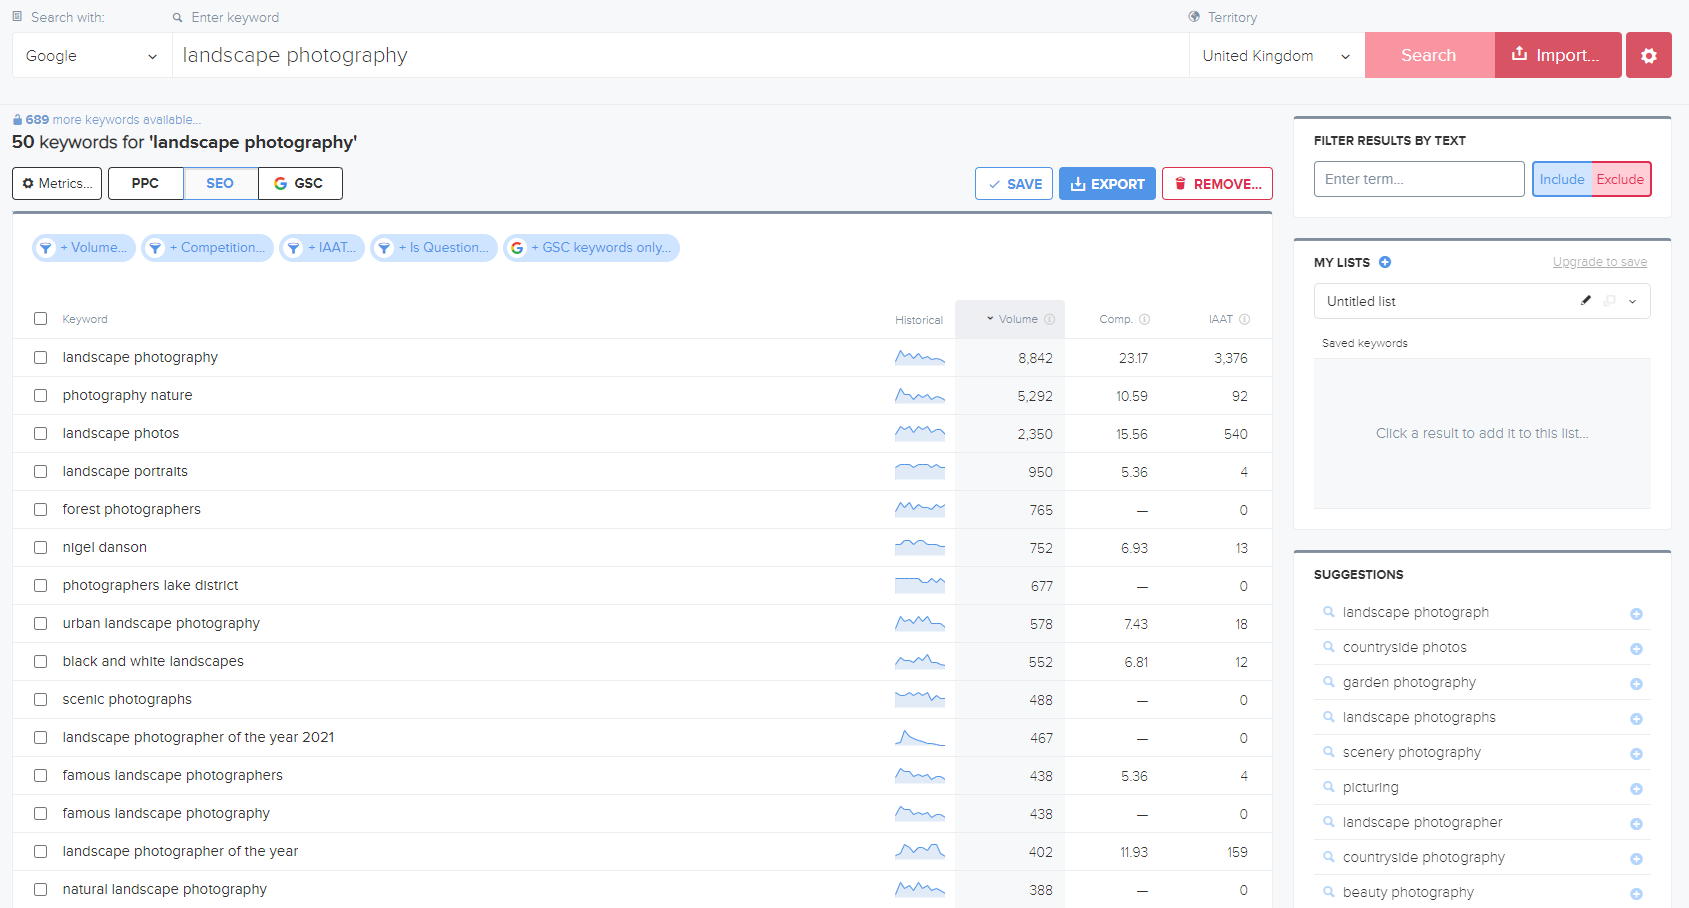 Search with:
Enter keyword
Territory
Google
landscape photography
United Kingdom
Search
Import...
689 more keywords available...
50 keywords for 'landscape photography'
Metrics...
PPC
SEO
GSC
SAVE
EXPORT
REMOVE...
+ Volume...
+ Competition...
+ IAAT...
+ Is Question...
+ GSC keywords only...
Keyword Historical Volume Comp. IAAT
landscape photography 8,842 23.17 3,376
photography nature 5,292 10.59 92
landscape photos 2,350 15.56 540
landscape portraits 950 5.36 4
forest photographers 765 — 0
nigel danson 752 6.93 13
photographers lake district 677 — 0
urban landscape photography 578 7.43 18
black and white landscapes 552 6.81 12
scenic photographs 488 — 0
landscape photographer of the year 2021 467 — 0
famous landscape photographers 438 5.36 4
famous landscape photography 438 — 0
landscape photographer of the year 402 11.93 159
natural landscape photography 388 — 0
FILTER RESULTS BY TEXT
Enter term...
Include
Exclude
MY LISTS
Upgrade to save
Untitled list
Saved keywords
Click a result to add it to this list...
SUGGESTIONS
landscape photograph
countryside photos
garden photography
landscape photographs
scenery photography
picturing
landscape photographer
countryside photography
beauty photography